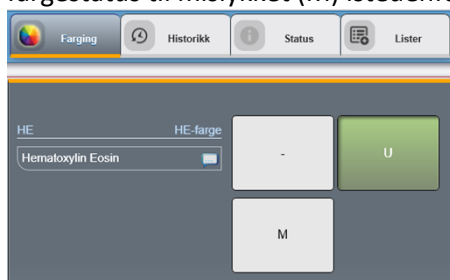 Farging Historikk Status Lister
HE HE-farge
Hematoxylin Eosin
- U
M